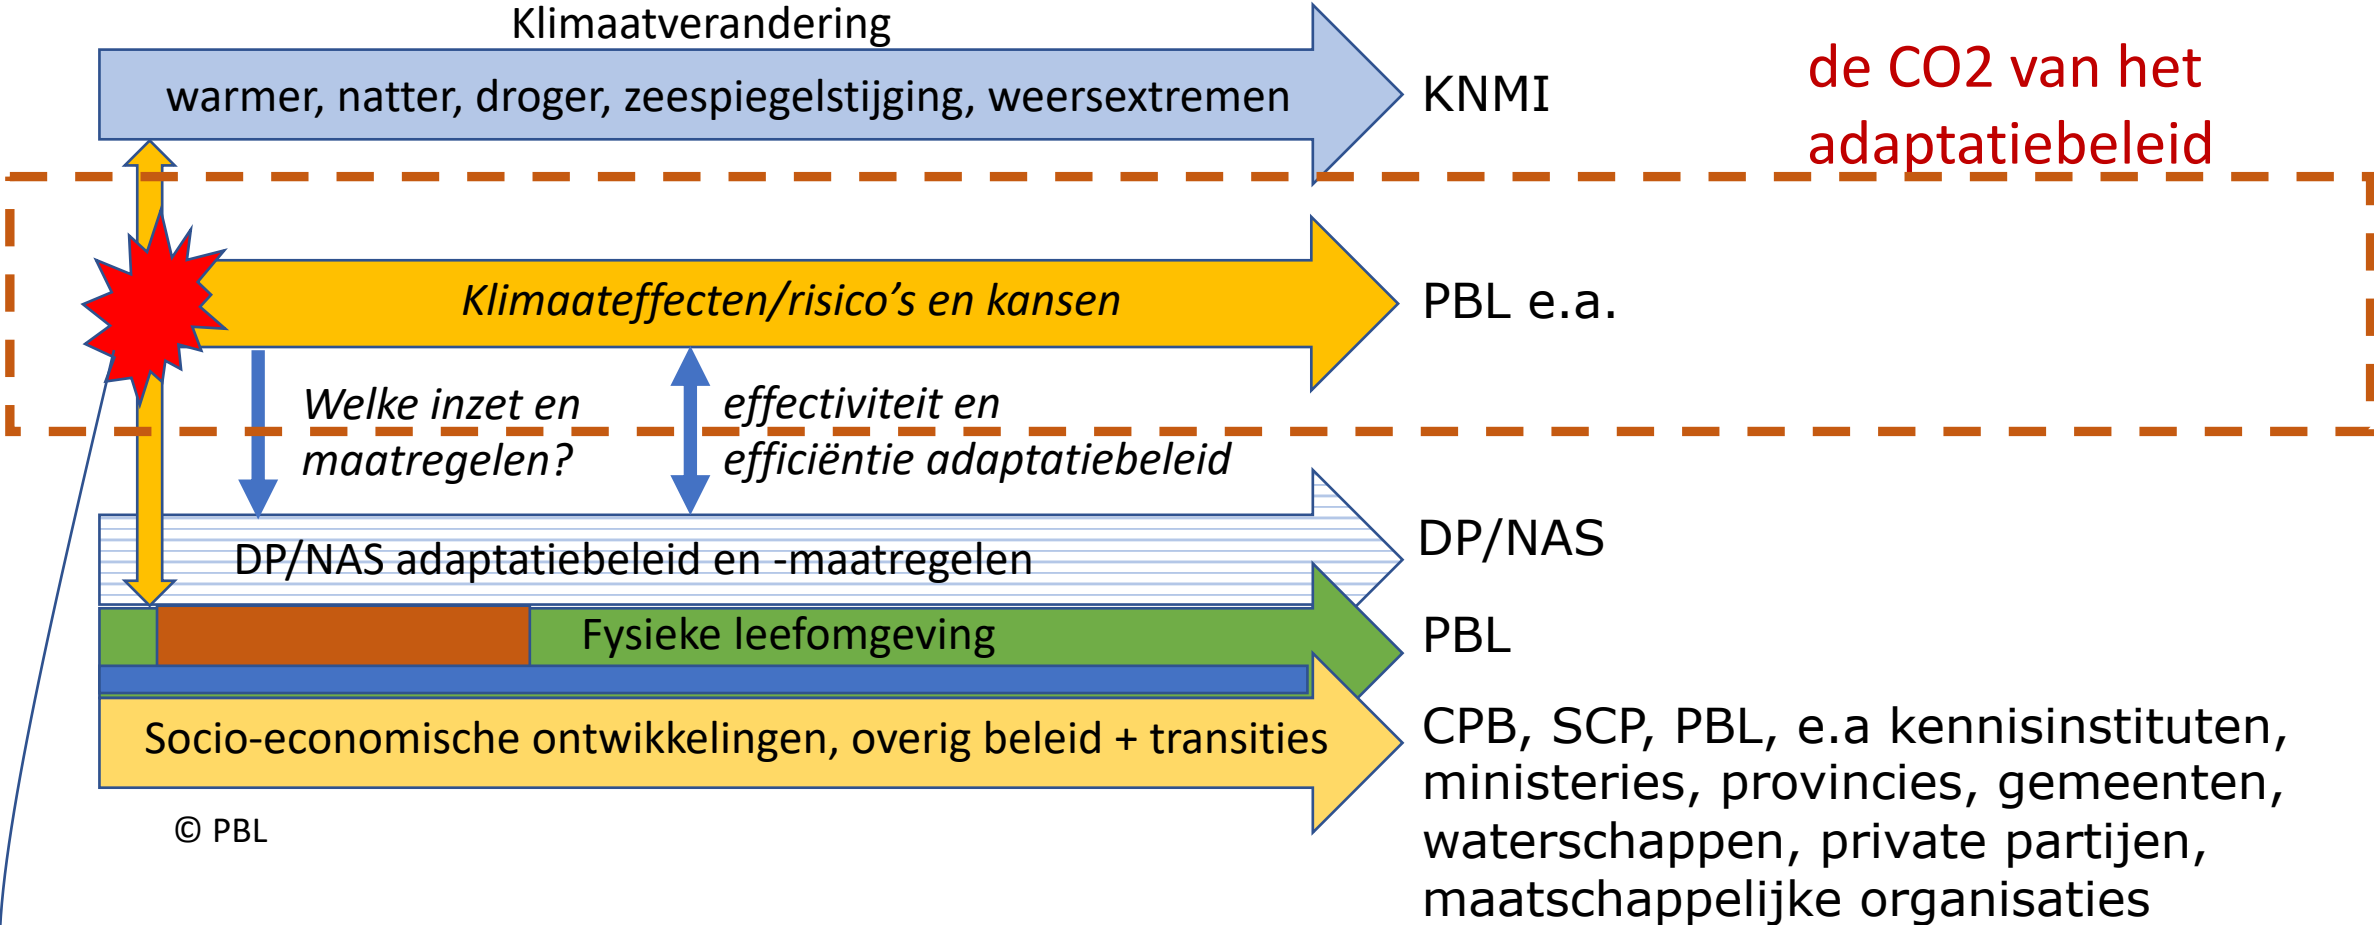 Klimaatverandering
warmer, natter, droger, zeespiegelstijging, weersextremen
KNMI
de CO2 van het
adaptatiebeleid
Klimaateffecten/risico’s en kansen
PBL e.a.
Welke inzet en
maatregelen?
effectiviteit en
efficiëntie adaptatiebeleid
DP/NAS adaptatiebeleid en -maatregelen
DP/NAS
Fysieke leefomgeving
PBL
Socio-economische ontwikkelingen, overig beleid + transities
CPB, SCP, PBL, e.a kennisinstituten,
ministeries, provincies, gemeenten,
waterschappen, private partijen,
maatschappelijke organisaties
© PBL